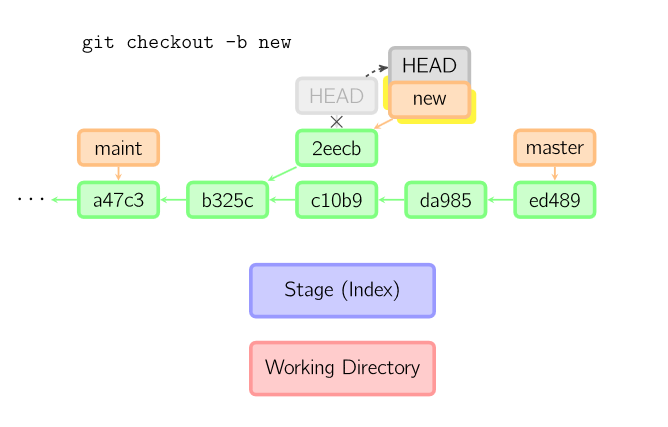 git checkout -b new
HEAD
HEAD
new
maint
2eecb
master
...
a47c3
b325c
c10b9
da985
ed489
Stage (Index)
Working Directory